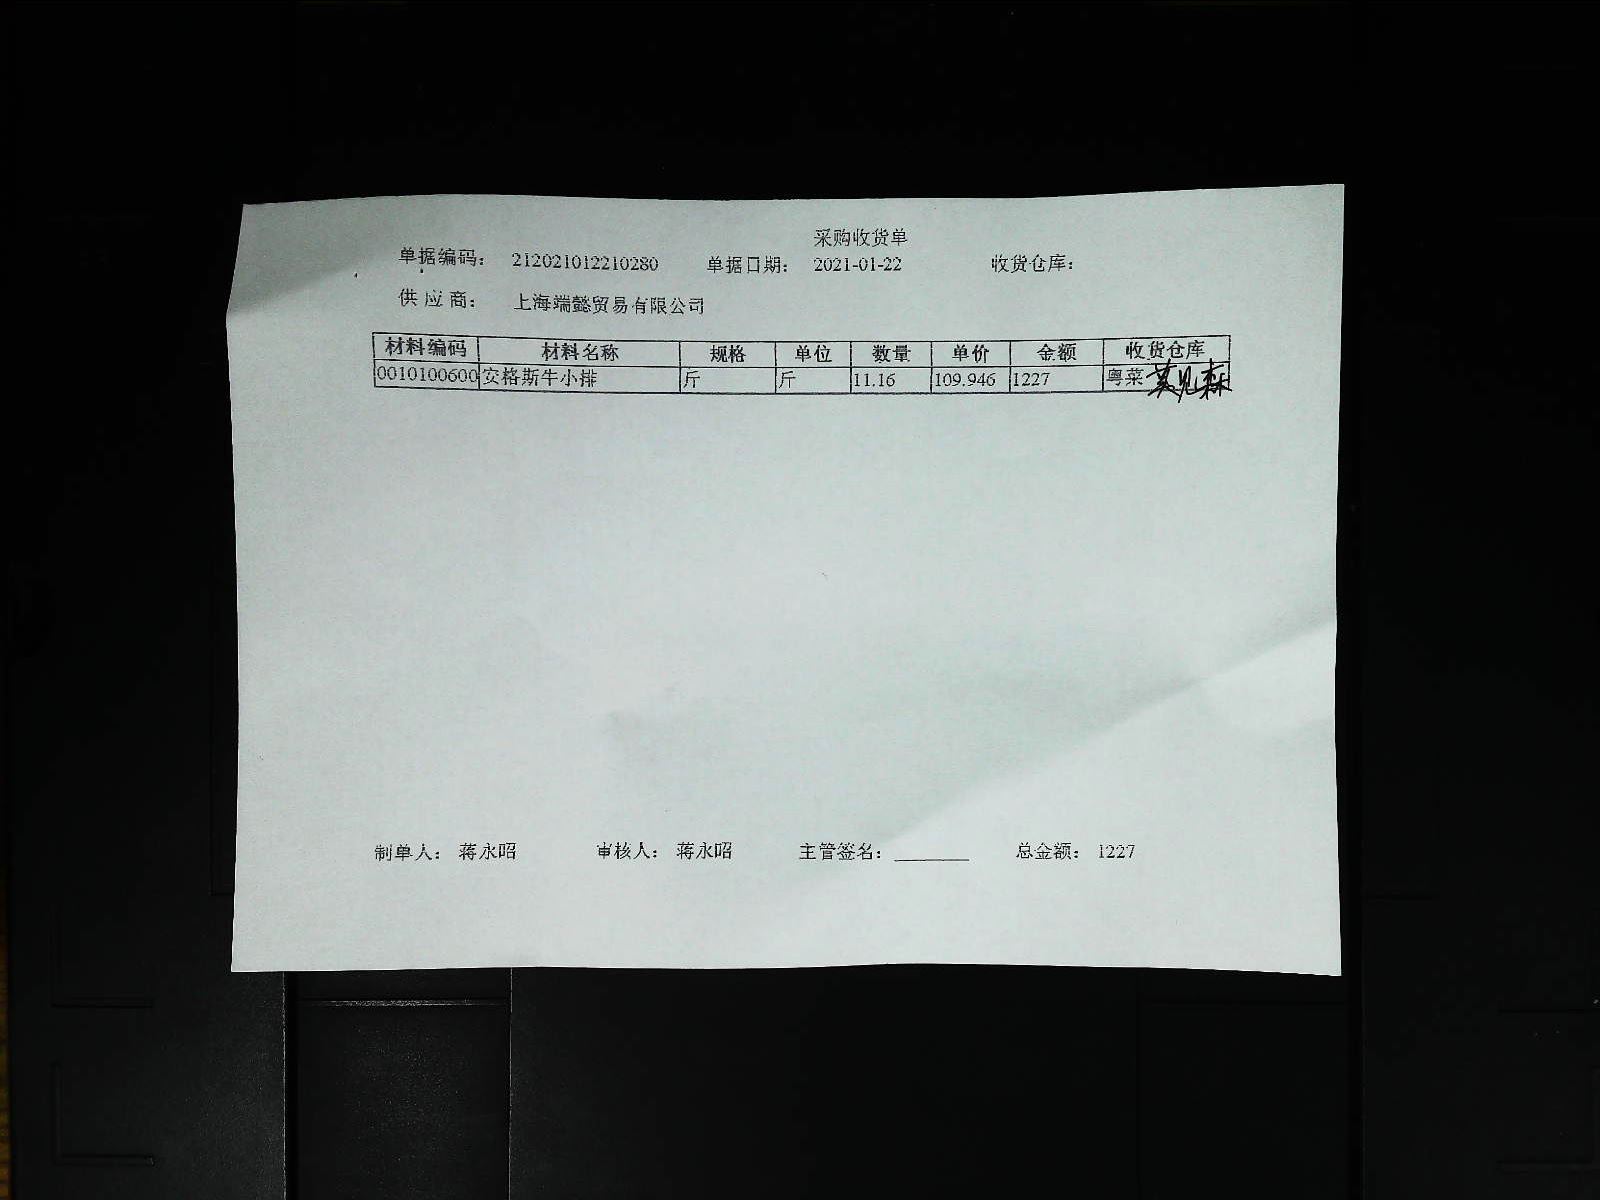 采购收货单
单据编码： 212021012210280 单据日期： 2021-01-22 收货仓库：
供应商： 上海端懿贸易有限公司
材料编码 材料名称 规格 单位 数量 单价 金额 收货仓库
0010100600 安格斯牛小排 斤 斤 11.16 109.946 1227 粤菜
制单人： 蒋永昭 审核人： 蒋永昭 主管签名： 总金额： 1227